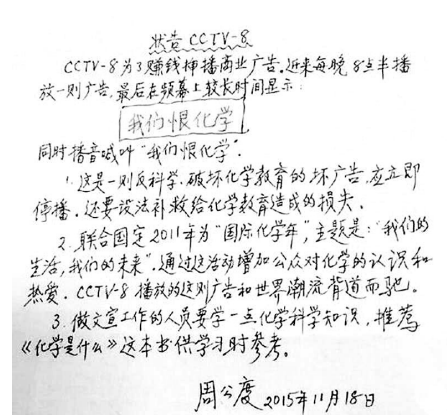 状告 CCTV-8
CCTV-8为了赚钱插播商业广告.近来每晚8点半播
放一则广告,最后在频幕上较长时间显示:
我们恨化学
同时播音喊叫"我们恨化学".
1.这是一则反科学、破坏化学教育的坏广告,应立即
停播.还要设法补救给化学教育造成的损失.
2.联合国定2011年为"国际化学年",主题是:"我们的
生活,我们的未来".通过这活动增加公众对化学的认识和
热爱.CCTV-8播放的这则广告和世界潮流背道而驰.
3.做文宣工作的人员要学一点化学科学知识,推荐
《化学是什么》这本书供学习时参考。
周公度 2015年11月18日